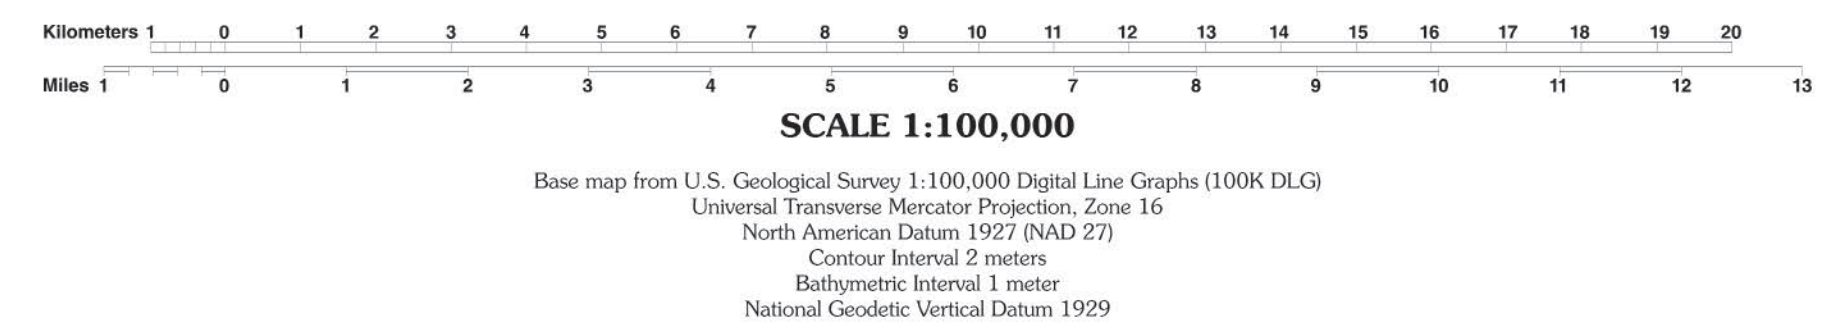 Kilometers 1 0 1 2 3 4 5 6 7 8 9 10 11 12 13 14 15 16 17 18 19 20
Miles 1 0 1 2 3 4 5 6 7 8 9 10 11 12 13
SCALE 1:100,000
Base map from U.S. Geological Survey 1:100,000 Digital Line Graphs (100K DLG)
Universal Transverse Mercator Projection, Zone 16
North American Datum 1927 (NAD 27)
Contour Interval 2 meters
Bathymetric Interval 1 meter
National Geodetic Vertical Datum 1929